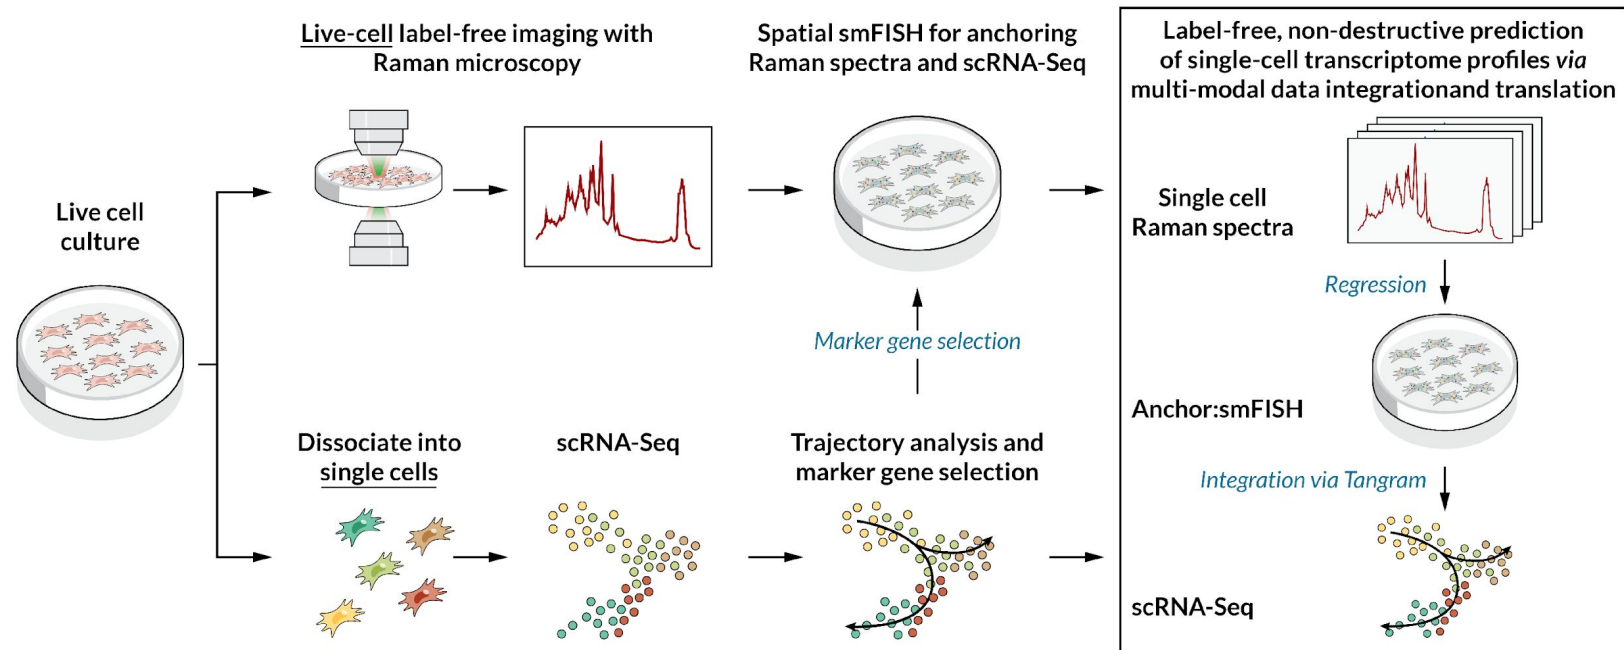 Live cell
culture
Live-cell label-free imaging with
Raman microscopy
Spatial smFISH for anchoring
Raman spectra and scRNA-Seq
Marker gene selection
Dissociate into
single cells
scRNA-Seq
Trajectory analysis and
marker gene selection
Label-free, non-destructive prediction
of single-cell transcriptome profiles via
multi-modal data integrationand translation
Single cell
Raman spectra
Regression
Anchor:smFISH
Integration via Tangram
scRNA-Seq